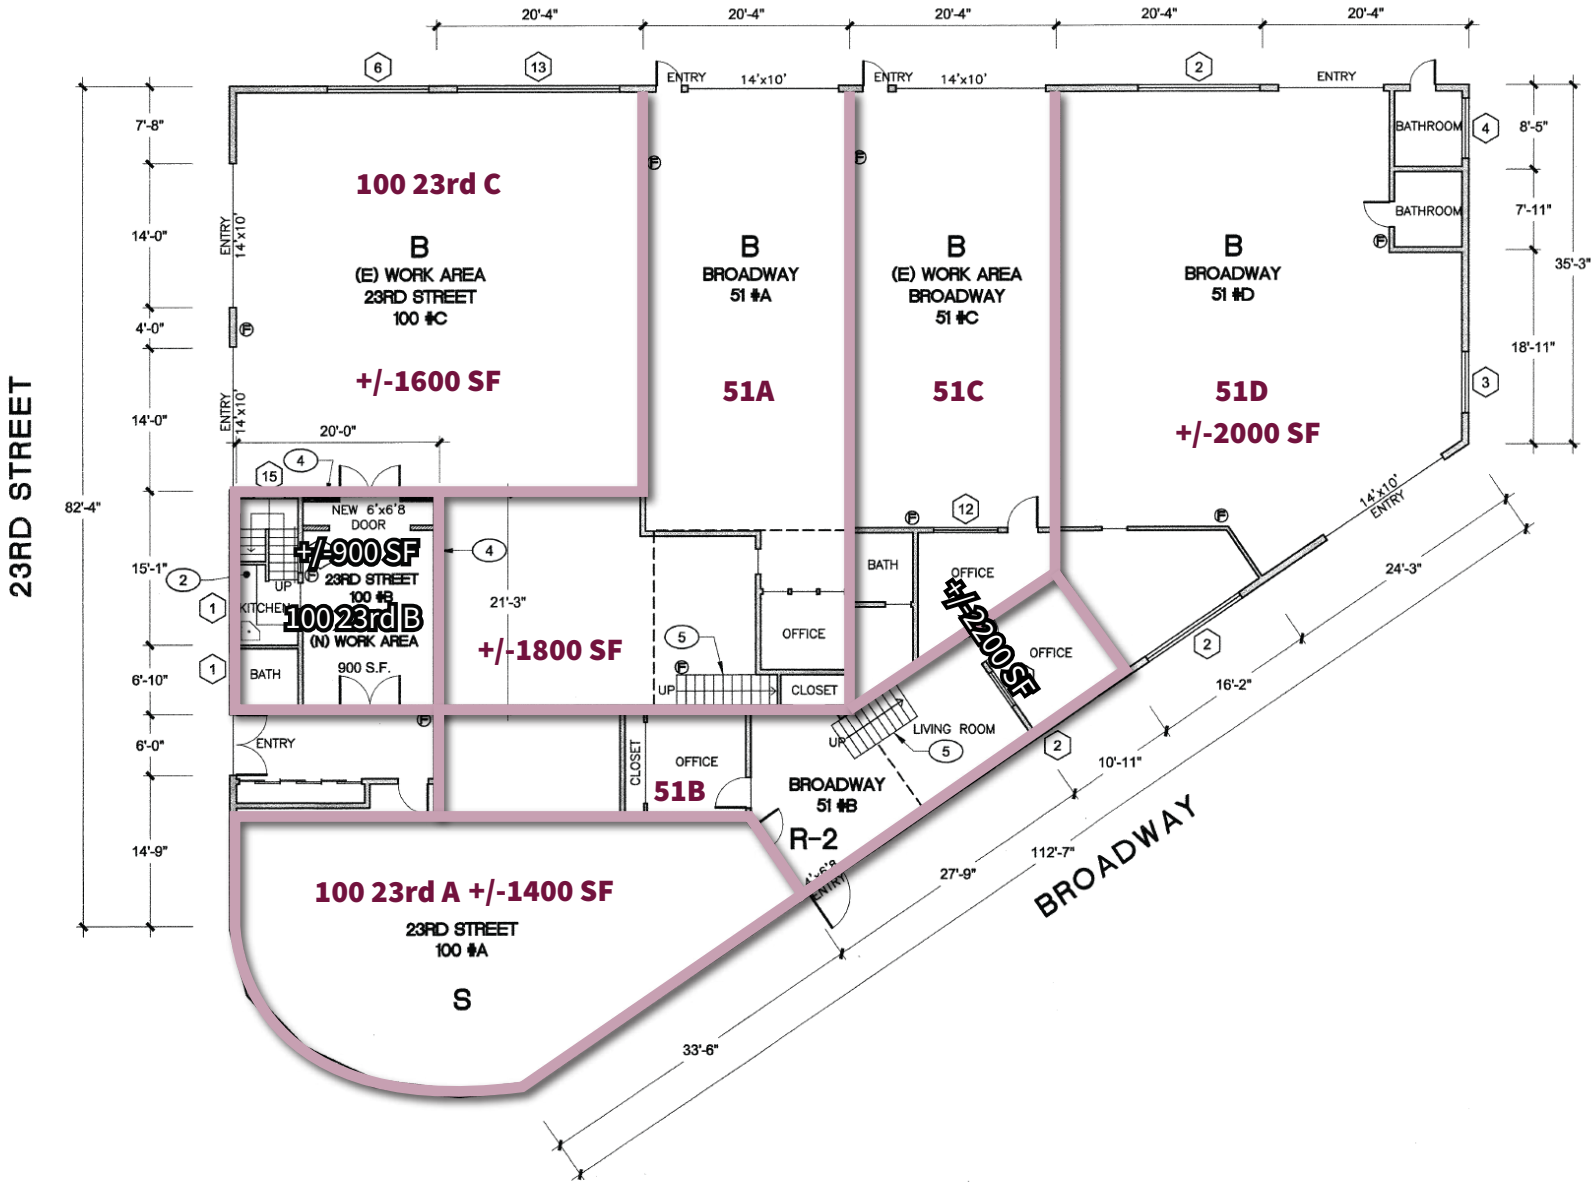 20'-4" 20'-4" 20'-4" 20'-4" 20'-4"
6 13 ENTRY 14'x10' ENTRY 14'x10' 2 ENTRY
7'-8"
BATHROOM 4 8'-5"
F F
100 23rd C
BATHROOM 7'-11"
14'-0" ENTRY 14'x10'
F
B
(E) WORK AREA
23RD STREET
100 #C
B
BROADWAY
51 #A
B
(E) WORK AREA
BROADWAY
51 #C
B
BROADWAY
51 #D
35'-3"
4'-0" F
18'-11"
+/-1600 SF
51A
51C
51D
+/-2000 SF
3
23RD STREET
82'-4"
14'-0" ENTRY 14'x10'
20'-0"
15 4
NEW 6'x6'8
DOOR
+/-900 SF
F
23RD STREET
100 #B
100 23rd B
(N) WORK AREA
900 S.F.
15'-1"
2
1
UP
KITCHEN
1
BATH
6'-10"
4
21'-3"
+/-1800 SF
5
F
UP
OFFICE
CLOSET
F 12 F
14'x10'
ENTRY
BATH
OFFICE
+/-2200 SF
OFFICE
24'-3"
2
16'-2"
LIVING ROOM
UP
5
2
10'-11"
6'-0"
F
ENTRY
CLOSET
OFFICE
51B
BROADWAY
51 #B
R-2
4'x6'8
ENTRY
112'-7"
BROADWAY
27'-9"
14'-9"
100 23rd A +/-1400 SF
23RD STREET
100 #A
S
33'-6"